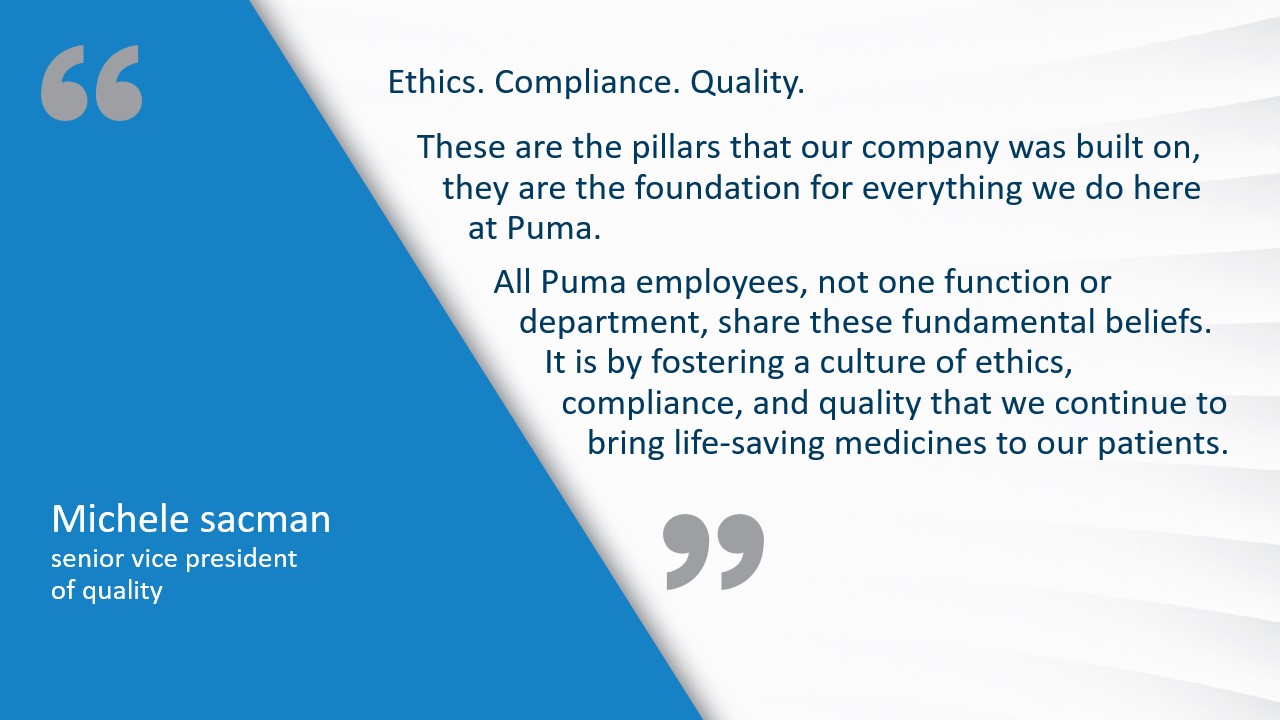 Ethics. Compliance. Quality.
These are the pillars that our company was built on,
they are the foundation for everything we do here
at Puma.
All Puma employees, not one function or
department, share these fundamental beliefs.
It is by fostering a culture of ethics,
compliance, and quality that we continue to
bring life-saving medicines to our patients.
Michele sacman
senior vice president
of quality